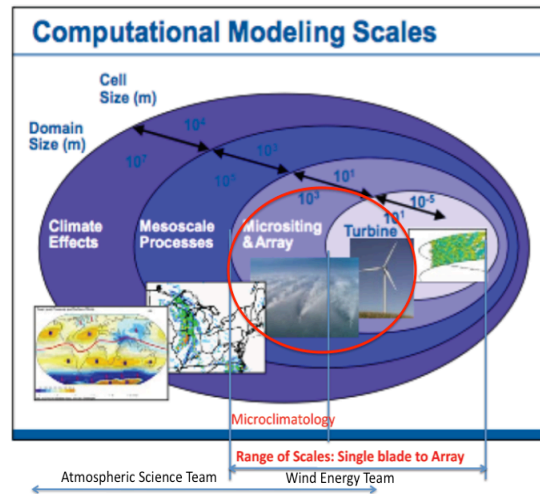 Computational Modeling Scales
Cell
Size (m)
Domain
Size (m)
10⁴
10⁷
10³
10⁵
10¹
10³
10⁻⁵
10¹
Climate
Effects
Mesoscale
Processes
Micrositing
& Array
Turbine
Microclimatology
Range of Scales: Single blade to Array
Atmospheric Science Team
Wind Energy Team